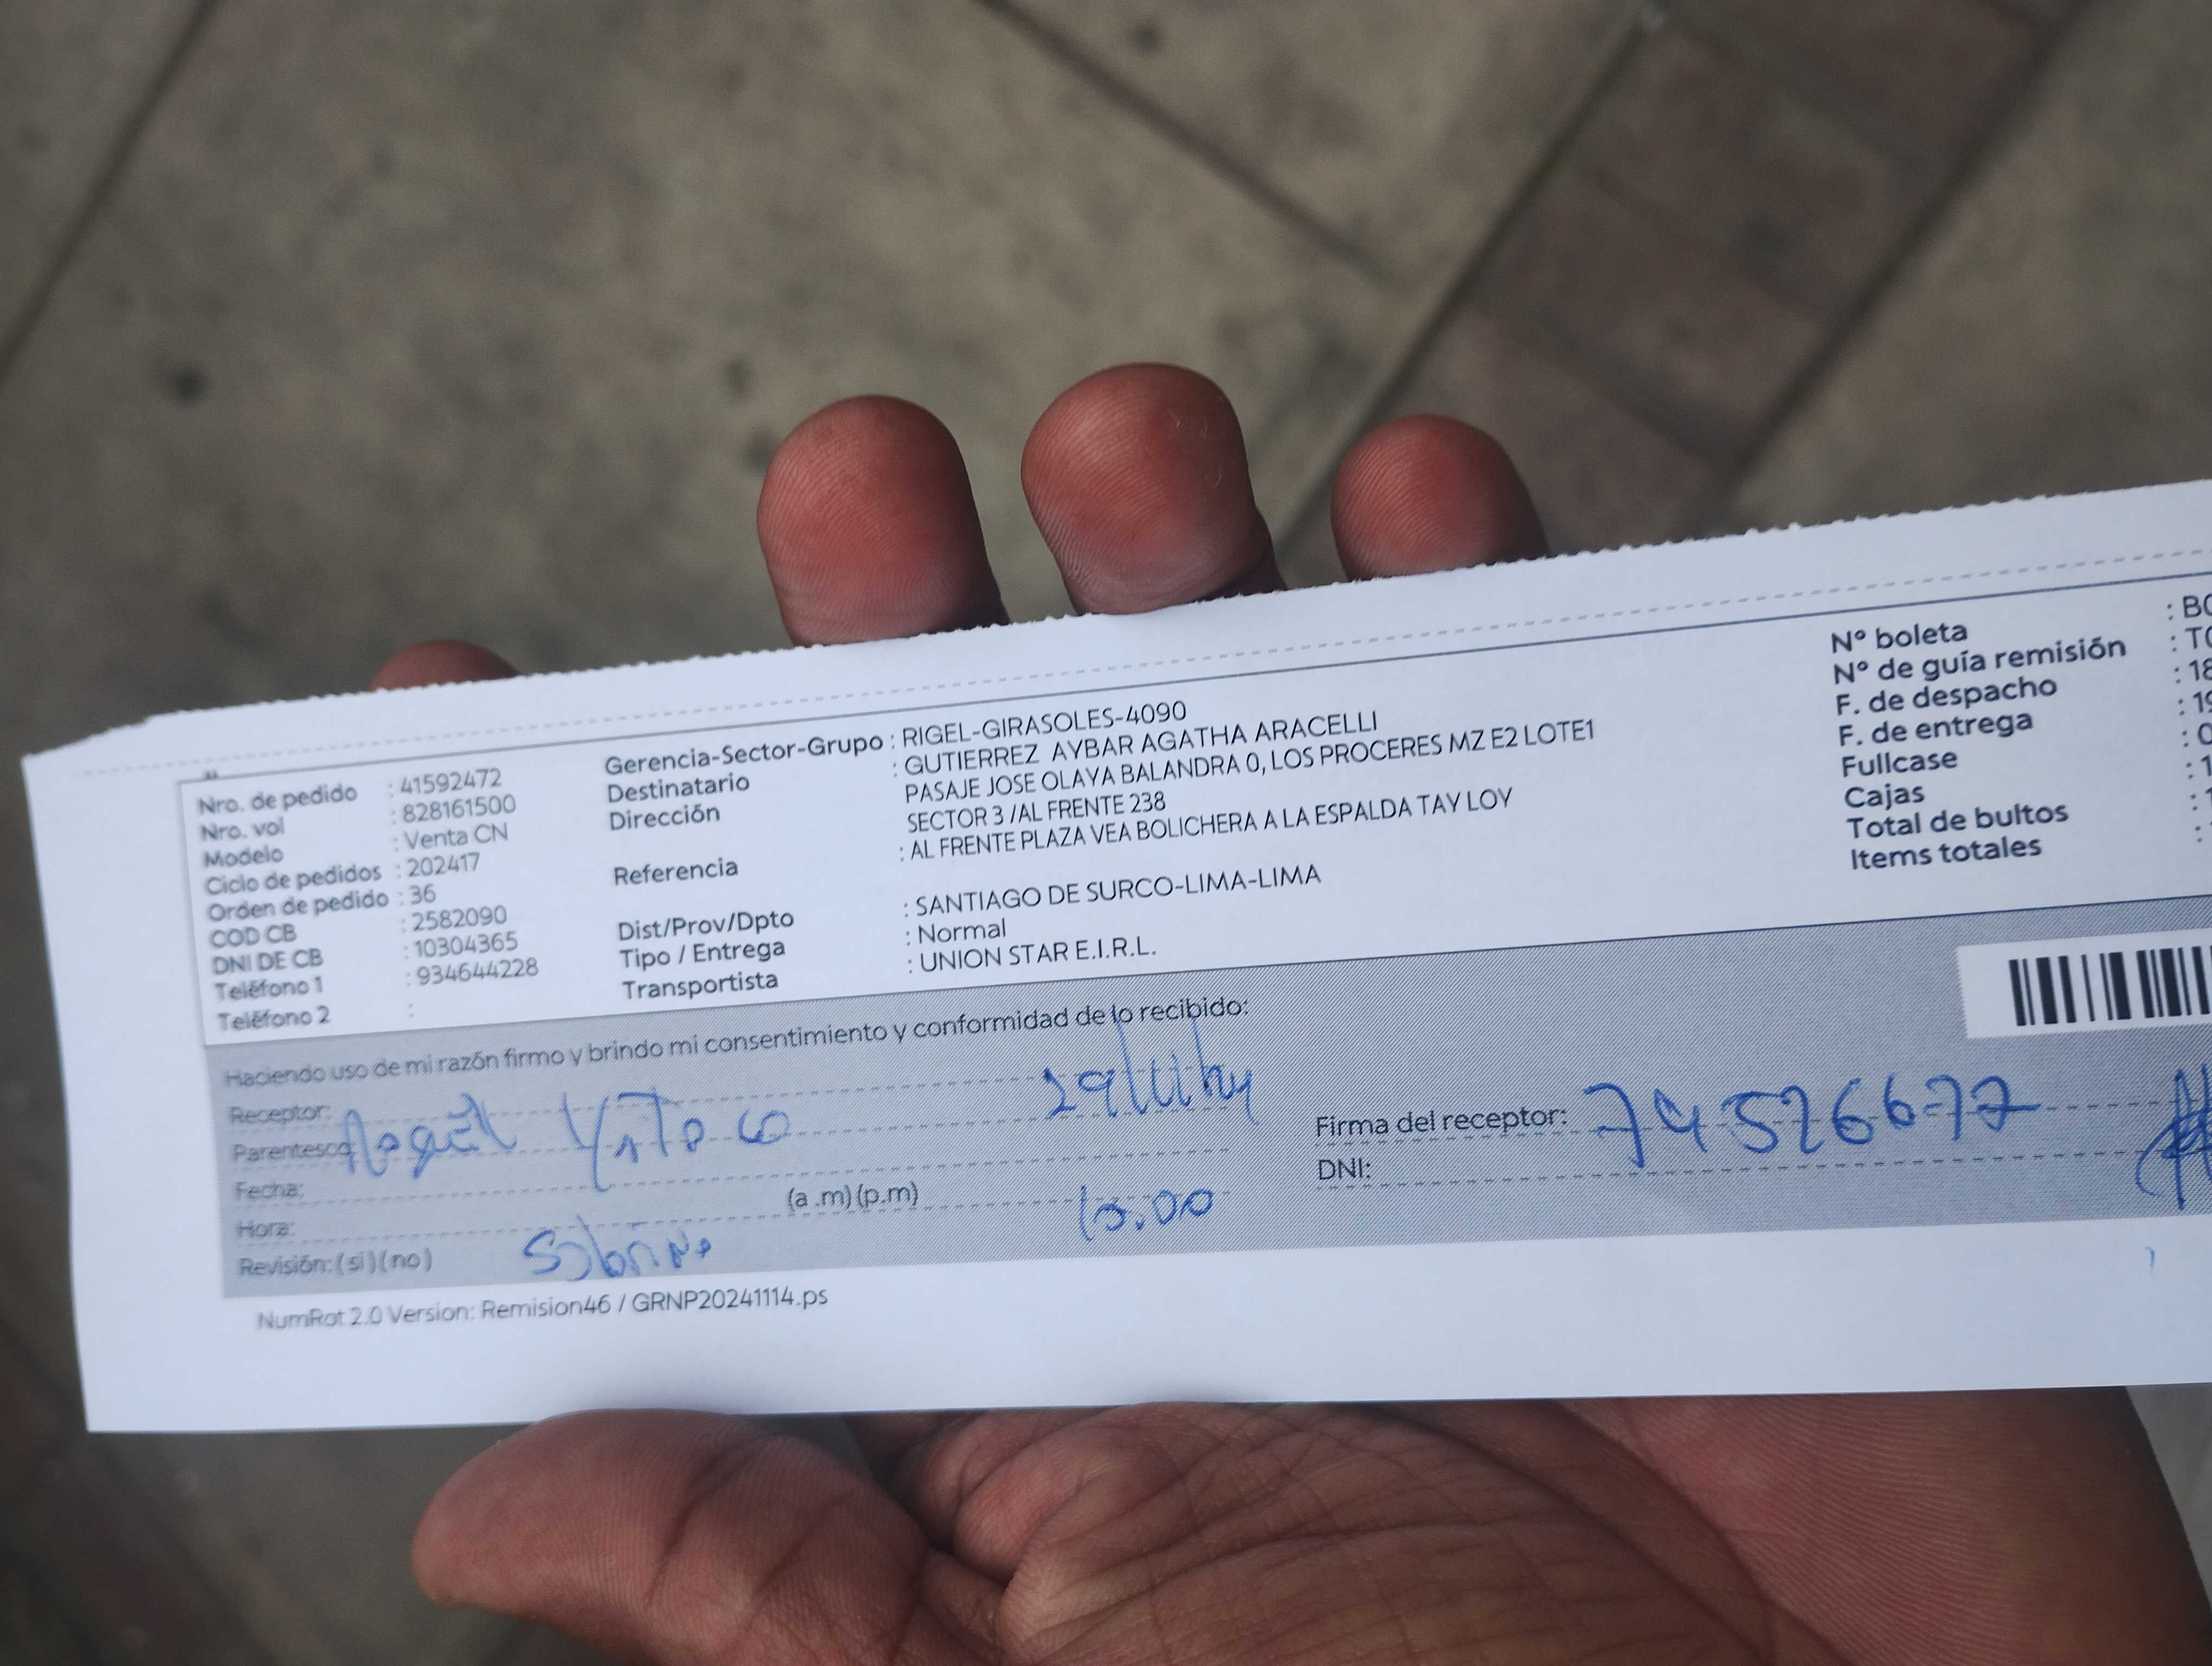 Nro. de pedido : 41592472
Nro. vol : 828161500
Modelo : Venta CN
Ciclo de pedidos : 202417
Orden de pedido : 36
COD CB : 2582090
DNI DE CB : 10304365
Teléfono 1 : 934644228
Teléfono 2 :
Gerencia-Sector-Grupo : RIGEL-GIRASOLES-4090
Destinatario : GUTIERREZ AYBAR AGATHA ARACELLI
Dirección PASAJE JOSE OLAYA BALANDRA 0, LOS PROCERES MZ E2 LOTE1
SECTOR 3 /AL FRENTE 238
Referencia : AL FRENTE PLAZA VEA BOLICHERA A LA ESPALDA TAY LOY
Dist/Prov/Dpto : SANTIAGO DE SURCO-LIMA-LIMA
Tipo / Entrega : Normal
Transportista : UNION STAR E.I.R.L.
Nº boleta
Nº de guía remisión
F. de despacho
F. de entrega
Fullcase
Cajas
Total de bultos
Items totales
Haciendo uso de mi razón firmo y brindo mi consentimiento y conformidad de lo recibido:
Receptor:
Parentesco
Fecha:
Hora: (a .m) (p.m)
Revisión: (si) (no)
Firma del receptor: 74526677
DNI:
NumRot 2.0 Version: Remision46 / GRNP20241114.ps